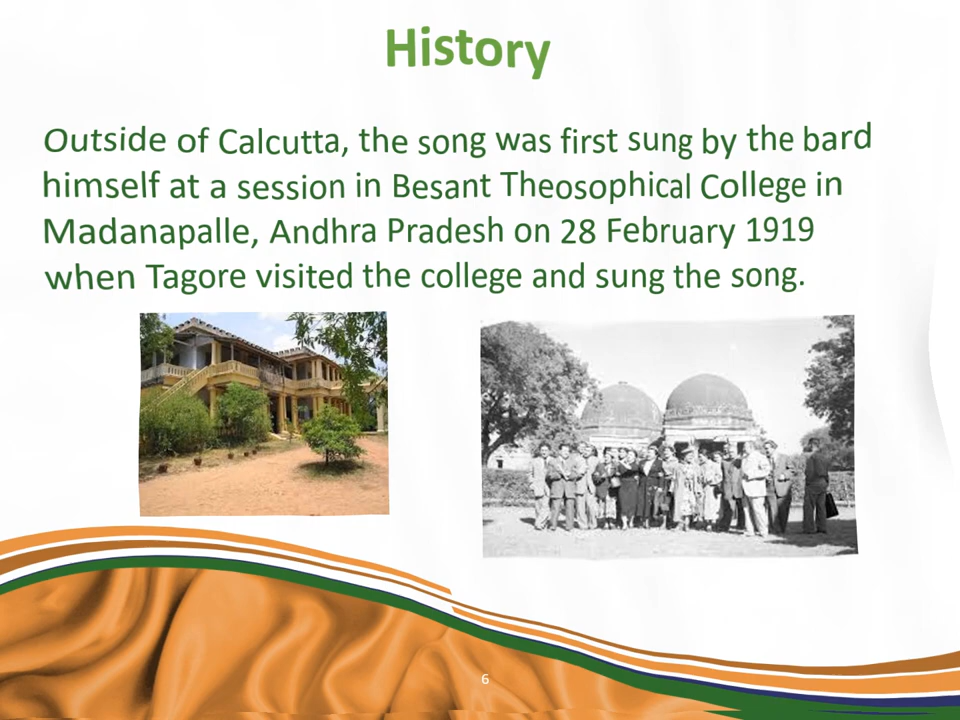 History
Outside of Calcutta, the song was first sung by the bard
himself at a session in Besant Theosophical College in
Madanapalle, Andhra Pradesh on 28 February 1919
when Tagore visited the college and sung the song.
6